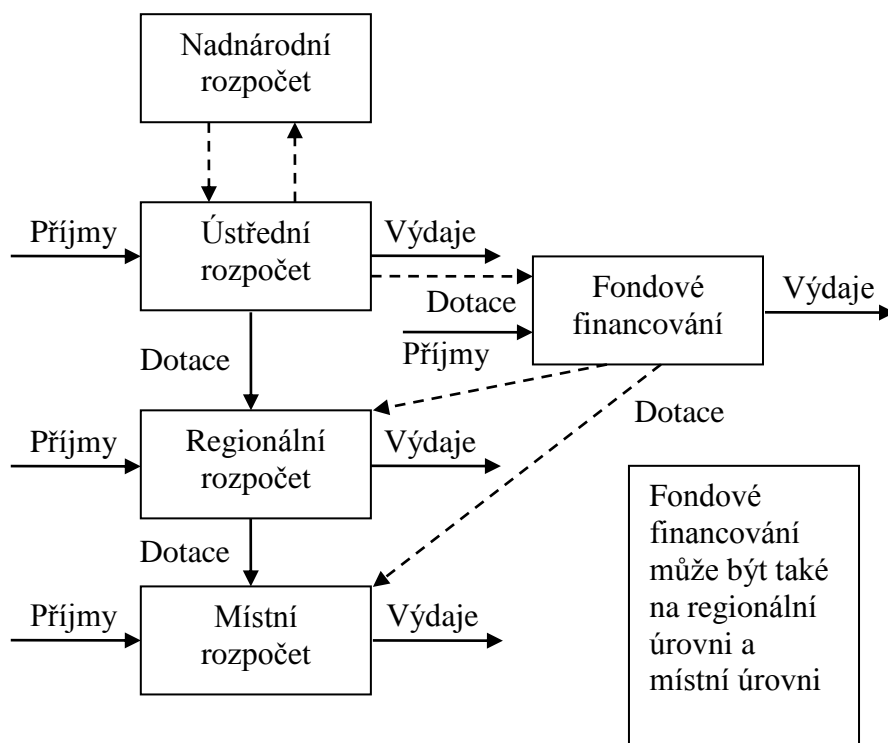 Nadnárodní
rozpočet
Příjmy
Ústřední
rozpočet
Výdaje
Dotace
Příjmy
Fondové
financování
Výdaje
Dotace
Dotace
Příjmy
Regionální
rozpočet
Výdaje
Dotace
Příjmy
Místní
rozpočet
Výdaje
Fondové
financování
může být také
na regionální
úrovni a
místní úrovni